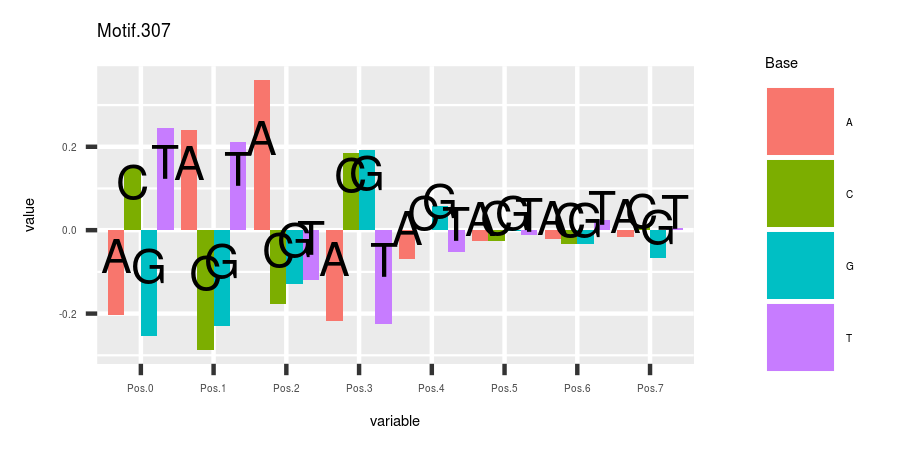 Motif.307
value
0.2
0.0
-0.2
A C G T A C G T A C G T A C G T A C G T A C G T A C G T A C G T
Pos.0 Pos.1 Pos.2 Pos.3 Pos.4 Pos.5 Pos.6 Pos.7
variable
Base
A
C
G
T